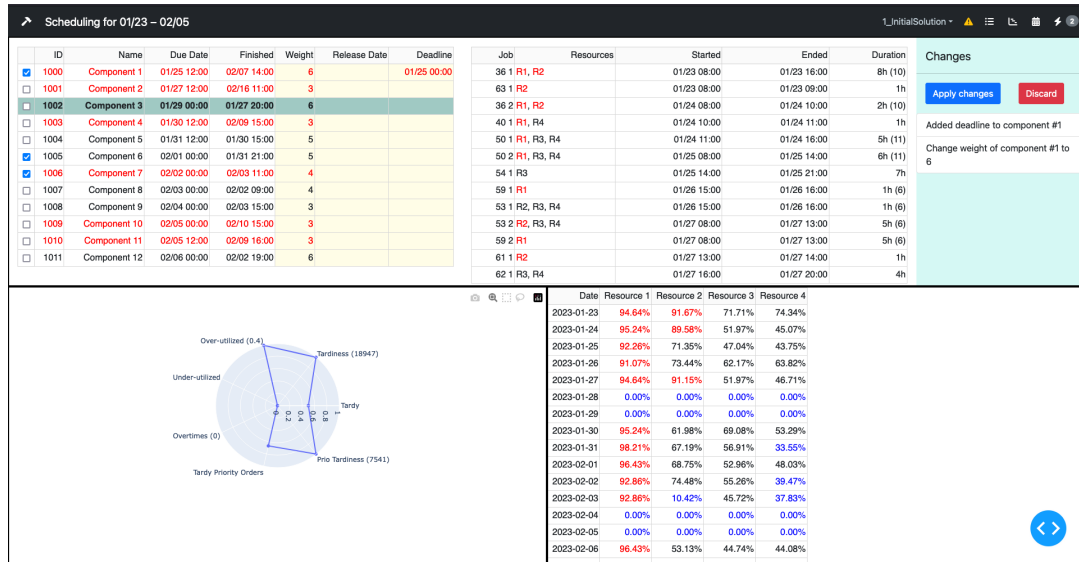 Scheduling for 01/23 – 02/05
1_InitialSolution
2
ID Name Due Date Finished Weight Release Date Deadline
1000 Component 1 01/25 12:00 02/07 14:00 6 01/25 00:00
1001 Component 2 01/27 12:00 02/16 11:00 3
1002 Component 3 01/29 00:00 01/27 20:00 6
1003 Component 4 01/30 12:00 02/09 15:00 3
1004 Component 5 01/31 12:00 01/30 15:00 5
1005 Component 6 02/01 00:00 01/31 21:00 5
1006 Component 7 02/02 00:00 02/03 11:00 4
1007 Component 8 02/03 00:00 02/02 09:00 4
1008 Component 9 02/04 00:00 02/03 15:00 3
1009 Component 10 02/05 00:00 02/10 15:00 3
1010 Component 11 02/05 12:00 02/09 16:00 3
1011 Component 12 02/06 00:00 02/02 19:00 6
Job Resources Started Ended Duration
36 1 R1, R2 01/23 08:00 01/23 16:00 8h (10)
63 1 R2 01/23 08:00 01/23 09:00 1h
36 2 R1, R2 01/24 08:00 01/24 10:00 2h (10)
40 1 R1, R4 01/24 10:00 01/24 11:00 1h
50 1 R1, R3, R4 01/24 11:00 01/24 16:00 5h (11)
50 2 R1, R3, R4 01/25 08:00 01/25 14:00 6h (11)
54 1 R3 01/25 14:00 01/25 21:00 7h
59 1 R1 01/26 15:00 01/26 16:00 1h (6)
53 1 R2, R3, R4 01/26 15:00 01/26 16:00 1h (6)
53 2 R2, R3, R4 01/27 08:00 01/27 13:00 5h (6)
59 2 R1 01/27 08:00 01/27 13:00 5h (6)
61 1 R2 01/27 13:00 01/27 14:00 1h
62 1 R3, R4 01/27 16:00 01/27 20:00 4h
Changes
Apply changes Discard
Added deadline to component #1
Change weight of component #1 to
6
Over-utilized (0.4)
Tardiness (18947)
Under-utilized
Tardy
0 0.2 0.4 0.6 0.8 1
Overtimes (0)
Prio Tardiness (7541)
Tardy Priority Orders
Date Resource 1 Resource 2 Resource 3 Resource 4
2023-01-23 94.64% 91.67% 71.71% 74.34%
2023-01-24 95.24% 89.58% 51.97% 45.07%
2023-01-25 92.26% 71.35% 47.04% 43.75%
2023-01-26 91.07% 73.44% 62.17% 63.82%
2023-01-27 94.64% 91.15% 51.97% 46.71%
2023-01-28 0.00% 0.00% 0.00% 0.00%
2023-01-29 0.00% 0.00% 0.00% 0.00%
2023-01-30 95.24% 61.98% 69.08% 53.29%
2023-01-31 98.21% 67.19% 56.91% 33.55%
2023-02-01 96.43% 68.75% 52.96% 48.03%
2023-02-02 92.86% 74.48% 55.26% 39.47%
2023-02-03 92.86% 10.42% 45.72% 37.83%
2023-02-04 0.00% 0.00% 0.00% 0.00%
2023-02-05 0.00% 0.00% 0.00% 0.00%
2023-02-06 96.43% 53.13% 44.74% 44.08%